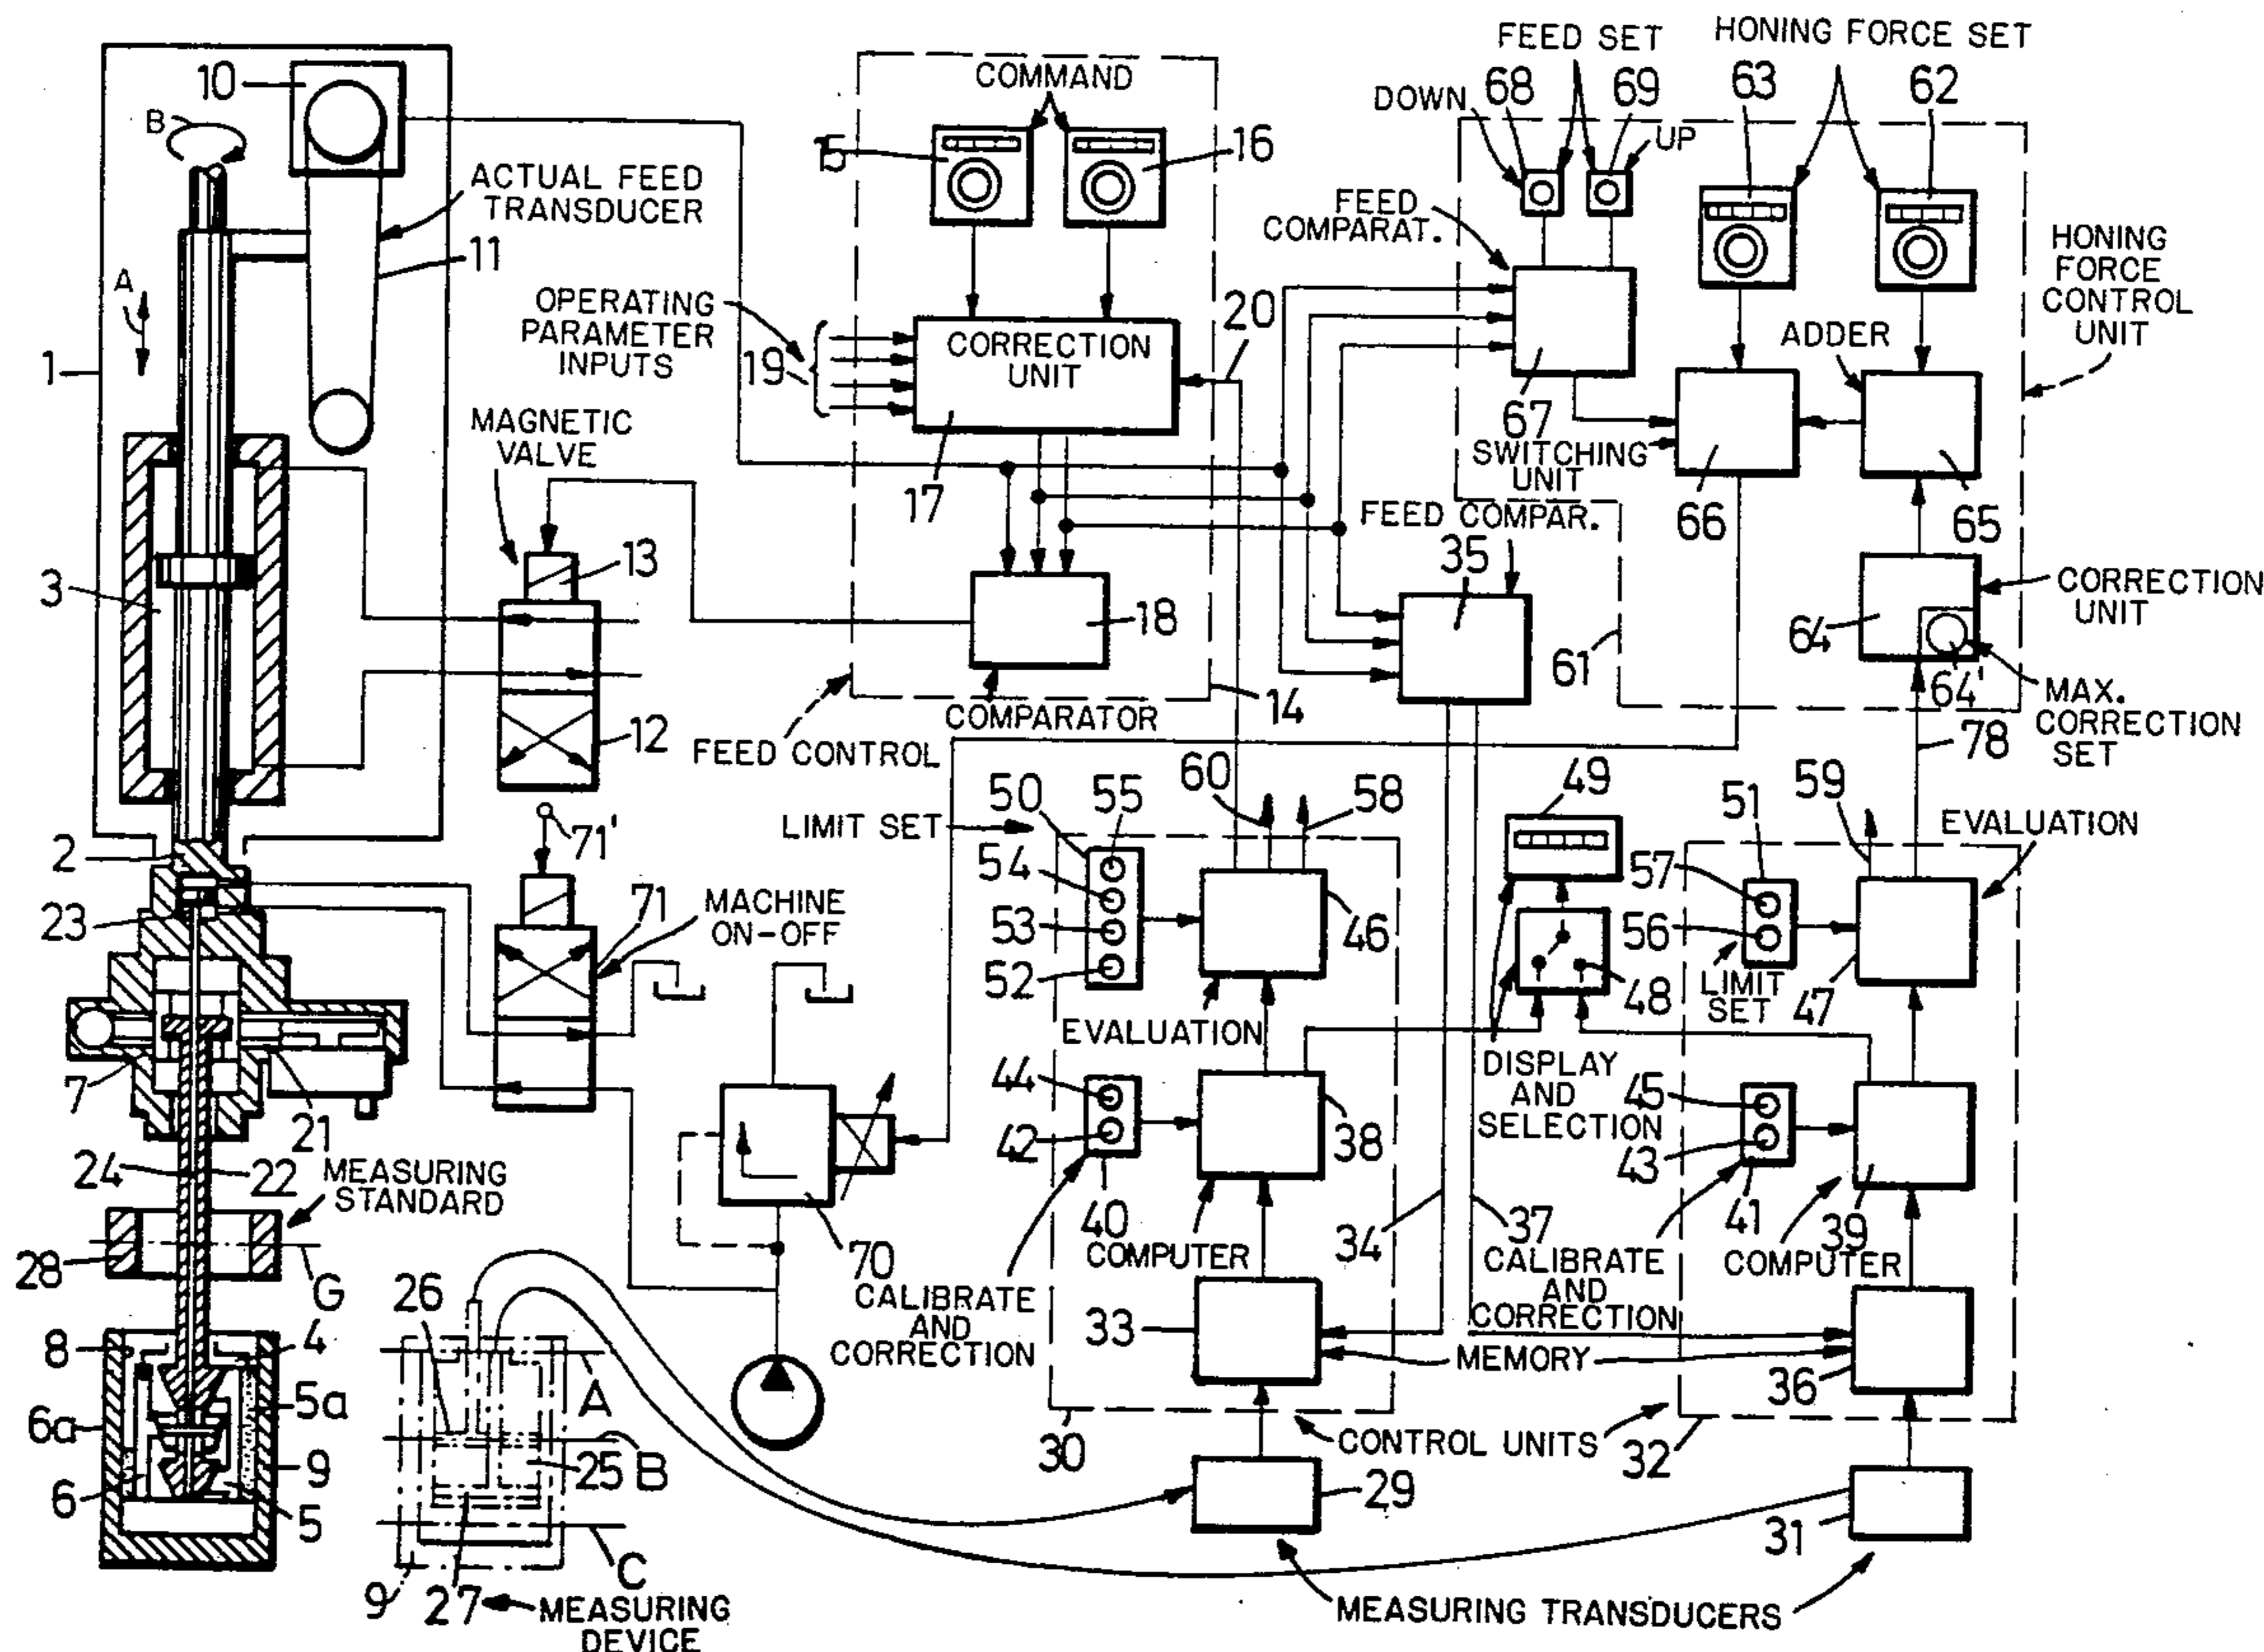 10
B
ACTUAL FEED
TRANSDUCER
11
A
1
3
2
23
7
21
24
22
MEASURING
STANDARD
28
G
8
4
6a
5a
6
9
5
COMMAND
15
16
OPERATING
PARAMETER
INPUTS
19
CORRECTION
UNIT
17
20
MAGNETIC
VALVE
13
12
18
COMPARATOR
14
FEED CONTROL
FEED SET
HONING FORCE SET
DOWN
68
69
UP
63
62
FEED
COMPARAT.
67
SWITCHING
UNIT
ADDER
66
65
HONING
FORCE
CONTROL
UNIT
FEED COMPAR.
35
61
64
64'
CORRECTION
UNIT
MAX.
CORRECTION
SET
78
71'
71
MACHINE
ON-OFF
70
LIMIT SET
50
55
54
53
52
60
58
46
EVALUATION
44
42
40
38
COMPUTER
CALIBRATE
AND
CORRECTION
33
34
37
30
29
49
48
DISPLAY
AND
SELECTION
51
57
56
LIMIT
SET
59
EVALUATION
47
45
43
41
39
CALIBRATE
AND
CORRECTION
COMPUTER
MEMORY
36
CONTROL UNITS
32
31
26
A
25
B
C
9
27
MEASURING
DEVICE
MEASURING TRANSDUCERS